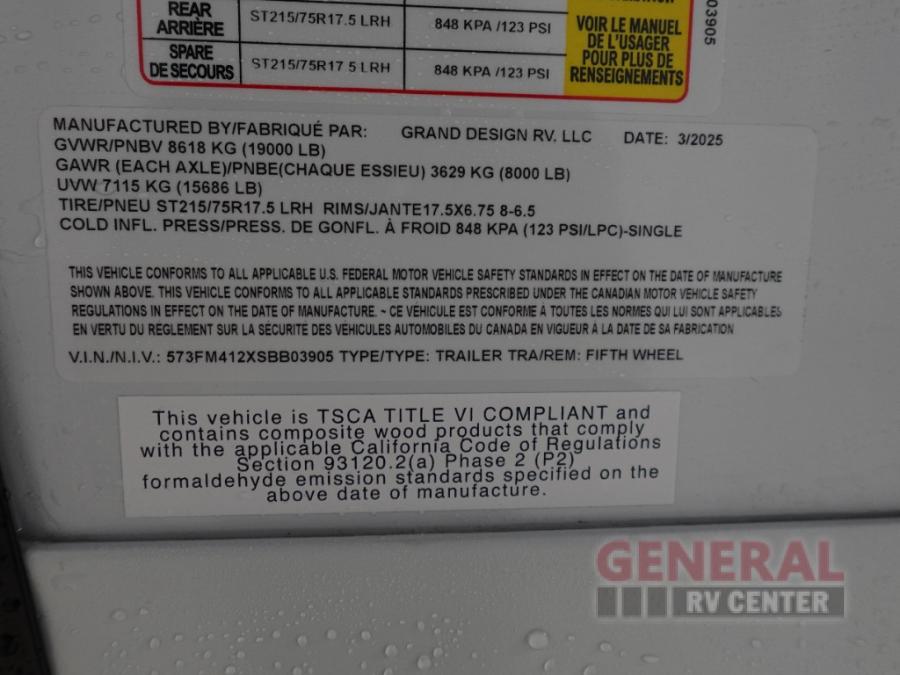 REAR
ARRIÈRE
ST215/75R17.5 LRH
848 KPA /123 PSI
SPARE
DE SECOURS
ST215/75R17.5 LRH
848 KPA /123 PSI
VOIR LE MANUEL
DE L'USAGER
POUR PLUS DE
RENSEIGNEMENTS
03905
MANUFACTURED BY/FABRIQUÉ PAR: GRAND DESIGN RV. LLC DATE: 3/2025
GVWR/PNBV 8618 KG (19000 LB)
GAWR (EACH AXLE)/PNBE(CHAQUE ESSIEU) 3629 KG (8000 LB)
UVW 7115 KG (15686 LB)
TIRE/PNEU ST215/75R17.5 LRH RIMS/JANTE17.5X6.75 8-6.5
COLD INFL. PRESS/PRESS. DE GONFL. À FROID 848 KPA (123 PSI/LPC)-SINGLE
THIS VEHICLE CONFORMS TO ALL APPLICABLE U.S. FEDERAL MOTOR VEHICLE SAFETY STANDARDS IN EFFECT ON THE DATE OF MANUFACTURE
SHOWN ABOVE. THIS VEHICLE CONFORMS TO ALL APPLICABLE STANDARDS PRESCRIBED UNDER THE CANADIAN MOTOR VEHICLE SAFETY
REGULATIONS IN EFFECT ON THE DATE OF MANUFACTURE. ~ CE VÉHICULE EST CONFORME À TOUTES LES NORMES QUI LUI SONT APPLICABLES
EN VERTU DU RÈGLEMENT SUR LA SÉCURITÉ DES VÉHICULES AUTOMOBILES DU CANADA EN VIGUEUR À LA DATE DE SA FABRICATION
V.I.N./N.I.V.: 573FM412XSBB03905 TYPE/TYPE: TRAILER TRA/REM: FIFTH WHEEL
This vehicle is TSCA TITLE VI COMPLIANT and
contains composite wood products that comply
with the applicable California Code of Regulations
Section 93120.2(a) Phase 2 (P2)
formaldehyde emission standards specified on the
above date of manufacture.
GENERAL
RV CENTER